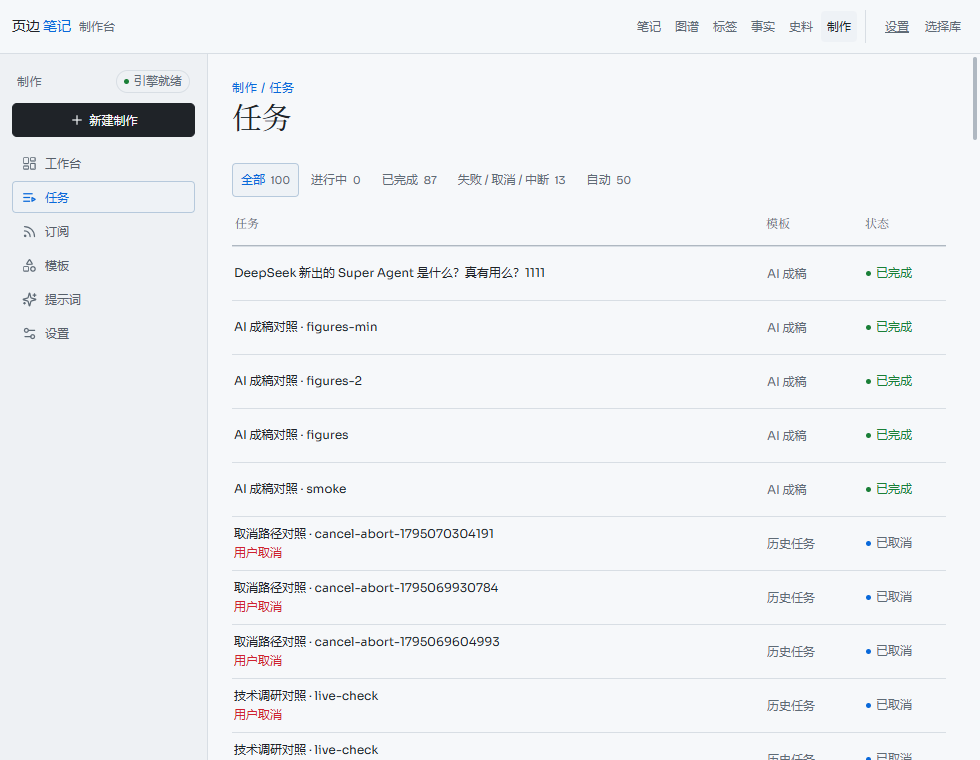 页边 笔记 制作台
笔记 图谱 标签 事实 史料 制作 设置 选择库
制作 引擎就绪
+ 新建制作
工作台
任务
订阅
模板
提示词
设置
制作 / 任务
任务
全部 100 进行中 0 已完成 87 失败 / 取消 / 中断 13 自动 50
任务 模板 状态
DeepSeek 新出的 Super Agent 是什么？真有用么？1111 AI 成稿 已完成
AI 成稿对照 · figures-min AI 成稿 已完成
AI 成稿对照 · figures-2 AI 成稿 已完成
AI 成稿对照 · figures AI 成稿 已完成
AI 成稿对照 · smoke AI 成稿 已完成
取消路径对照 · cancel-abort-1795070304191 历史任务 已取消
用户取消
取消路径对照 · cancel-abort-1795069930784 历史任务 已取消
用户取消
取消路径对照 · cancel-abort-1795069604993 历史任务 已取消
用户取消
技术调研对照 · live-check 历史任务 已取消
用户取消
技术调研对照 · live-check 历史任务 已取消